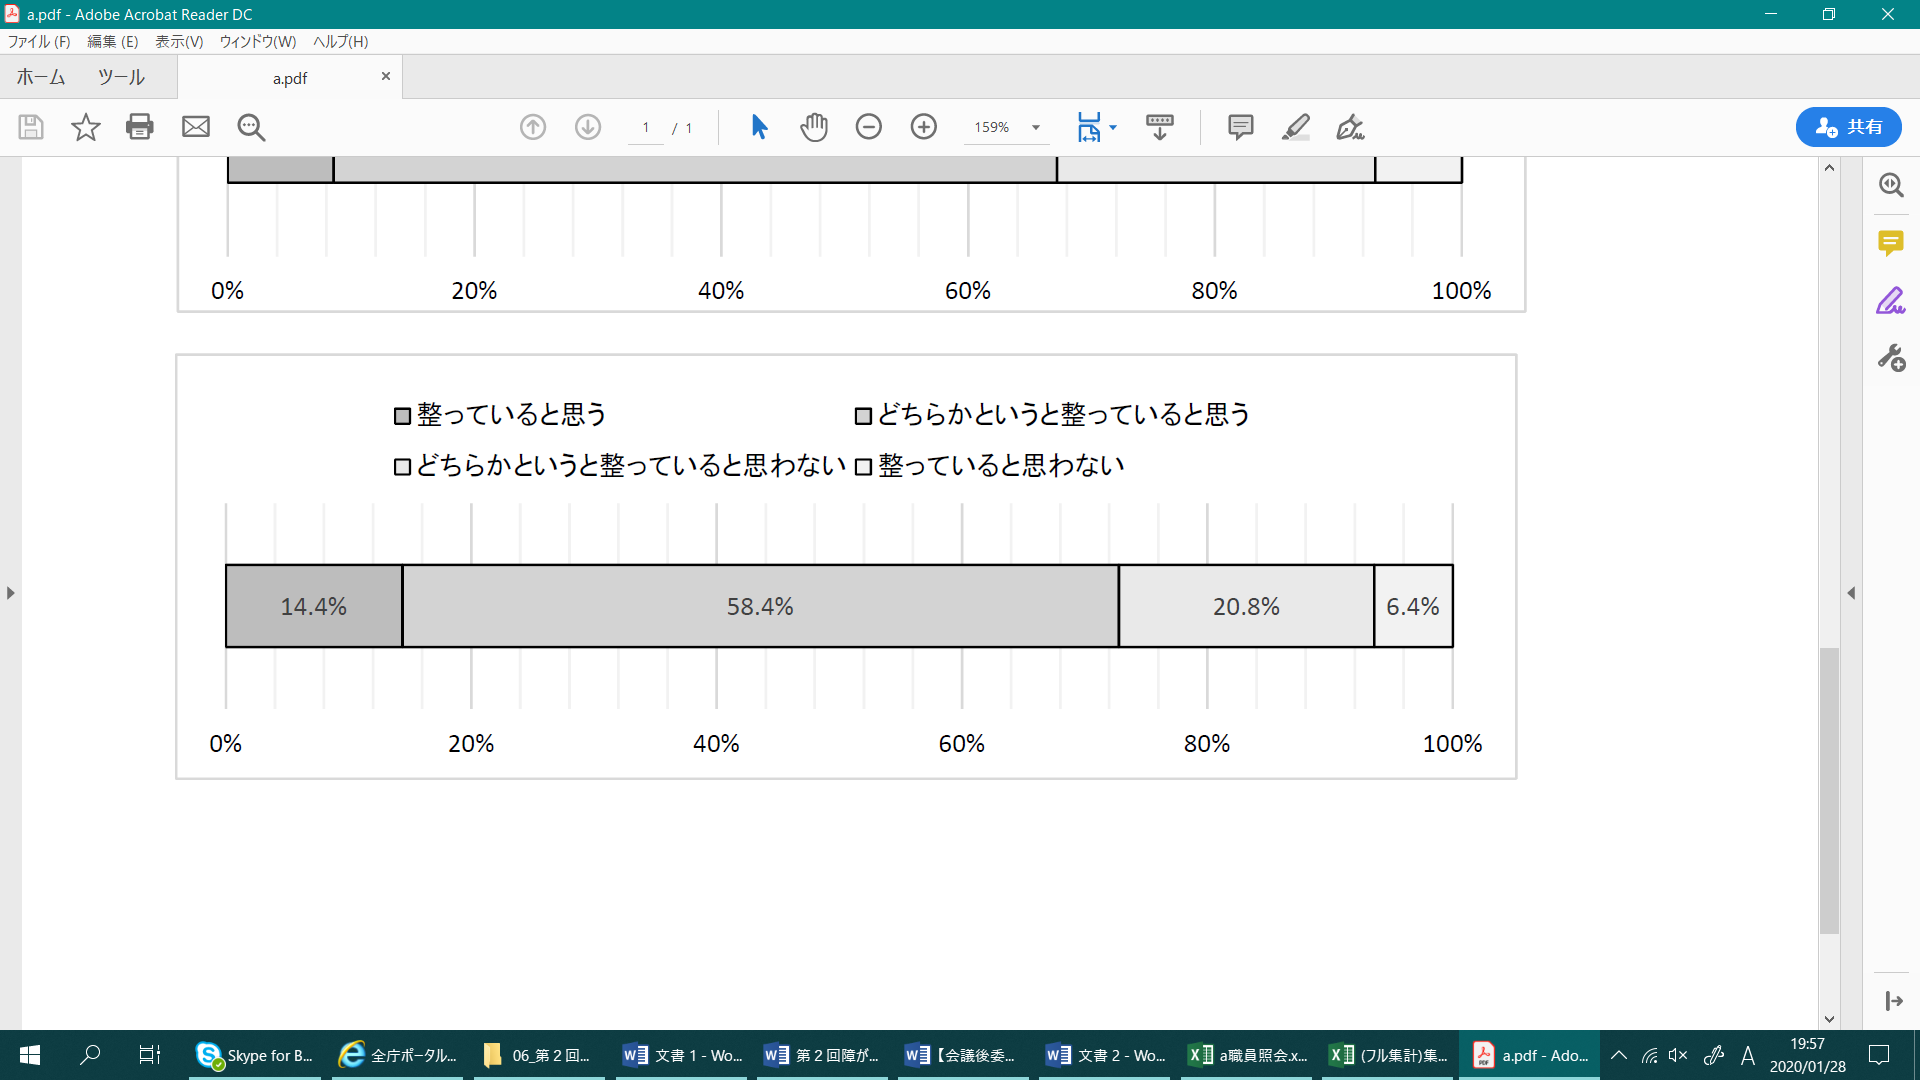 a.pdf - Adobe Acrobat Reader DC
ファイル (F) 編集 (E) 表示(V) ウィンドウ(W) ヘルプ(H)
ホーム ツール a.pdf ×
1 / 1 159% 共有
0% 20% 40% 60% 80% 100%
整っていると思う どちらかというと整っていると思う
どちらかというと整っていると思わない 整っていると思わない
14.4% 58.4% 20.8% 6.4%
0% 20% 40% 60% 80% 100%
Skype for B... 全庁ポータル... 06_第２回... 文書 1 - Wo... 第２回障が... 【会議後委... 文書 2 - Wo... a職員照会.x... (フル集計)集... a.pdf - Ado... A 19:57
2020/01/28